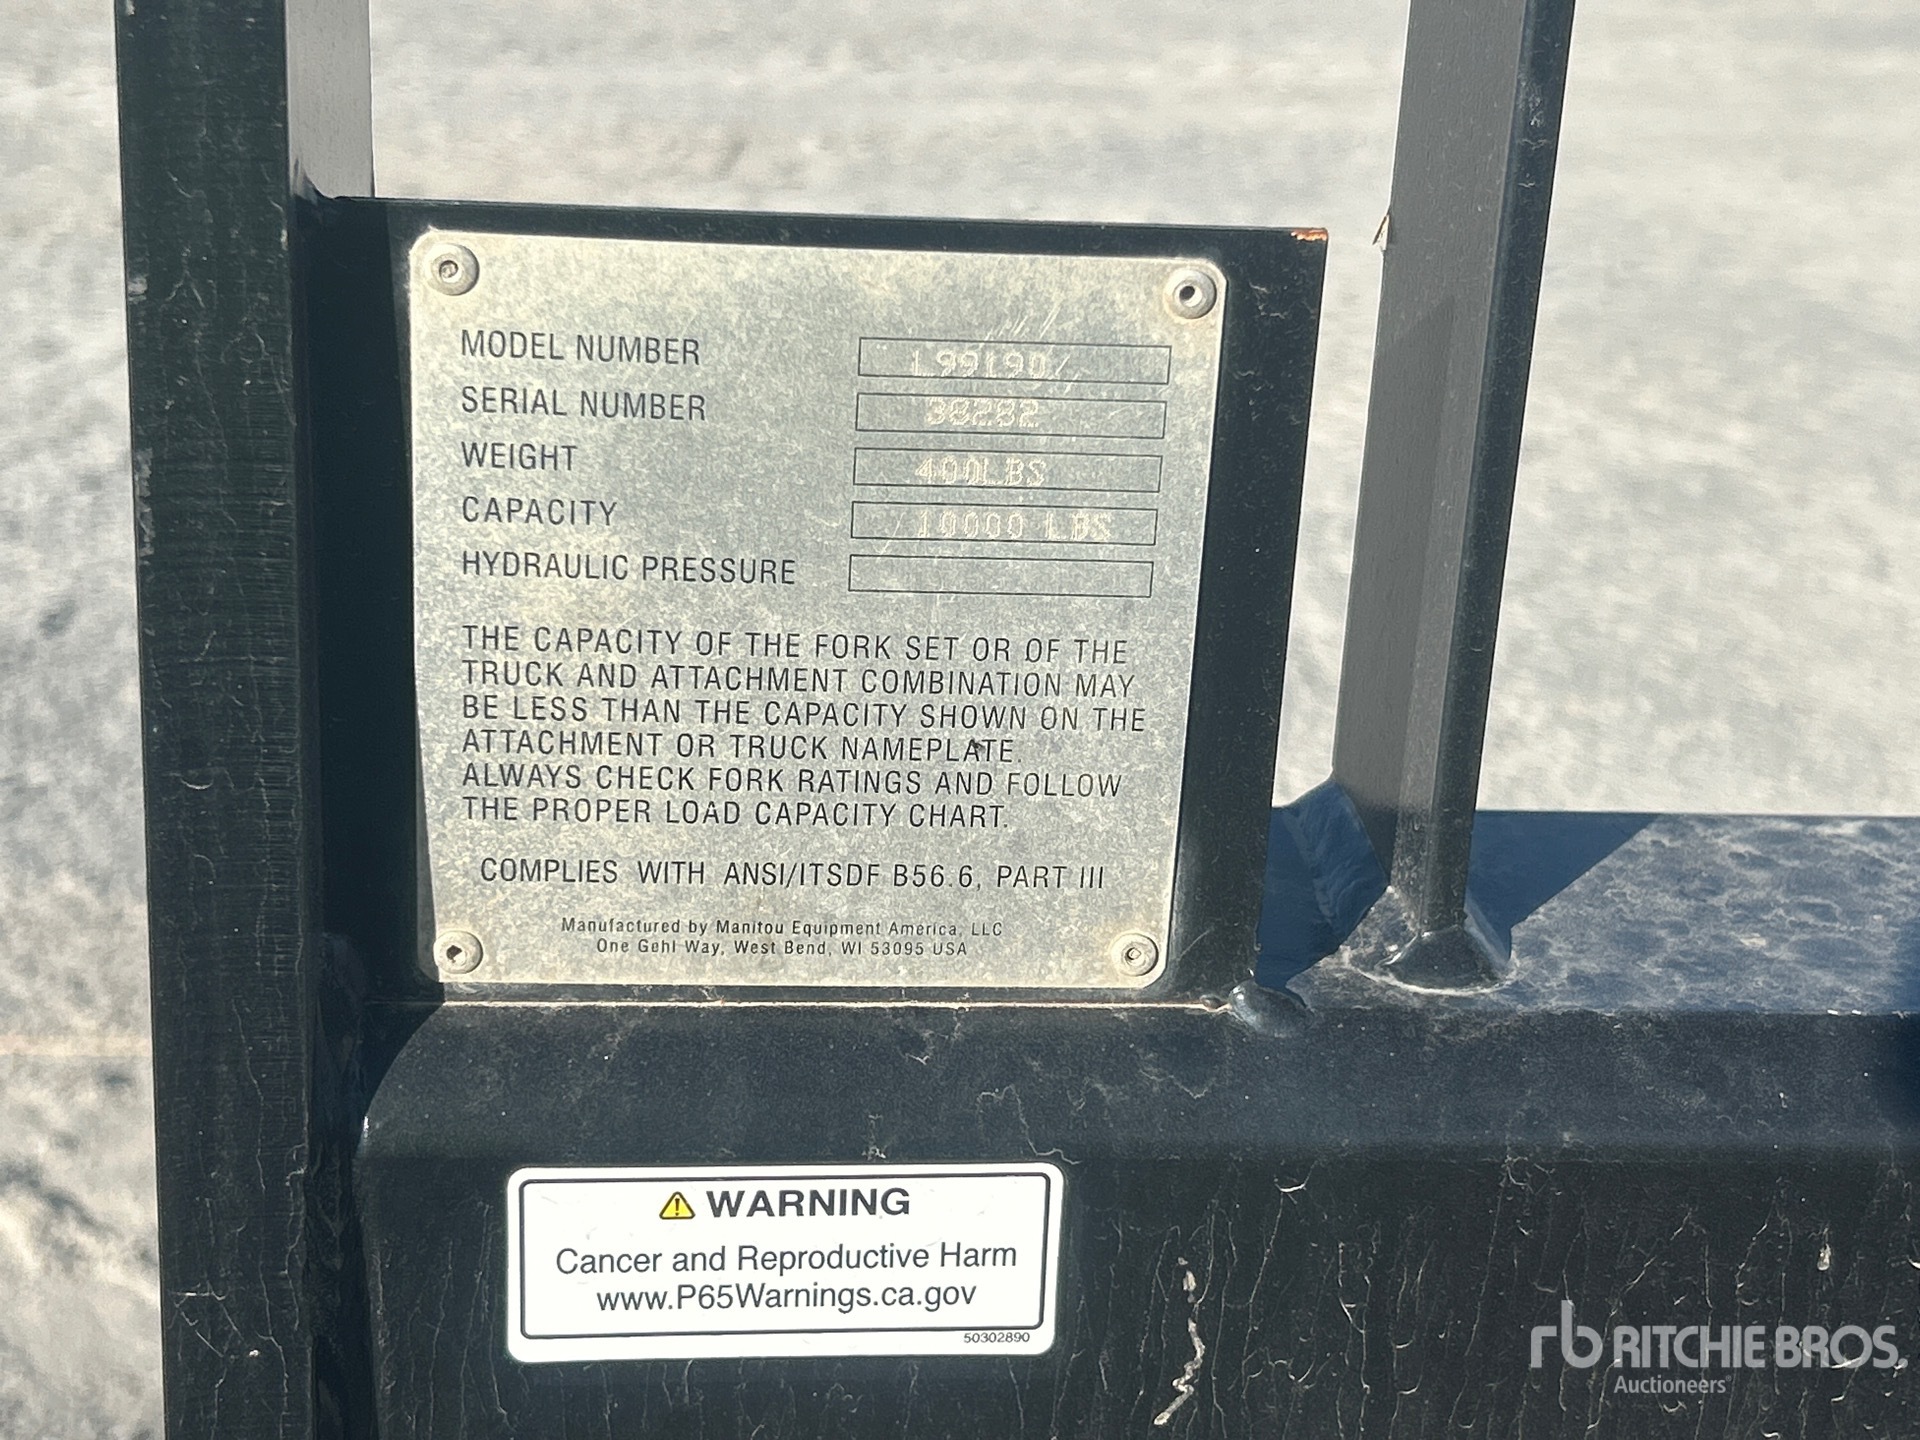 MODEL NUMBER L99190
SERIAL NUMBER 38282
WEIGHT 400LBS
CAPACITY 10000 LBS
HYDRAULIC PRESSURE
THE CAPACITY OF THE FORK SET OR OF THE
TRUCK AND ATTACHMENT COMBINATION MAY
BE LESS THAN THE CAPACITY SHOWN ON THE
ATTACHMENT OR TRUCK NAMEPLATE.
ALWAYS CHECK FORK RATINGS AND FOLLOW
THE PROPER LOAD CAPACITY CHART.
COMPLIES WITH ANSI/ITSDF B56.6, PART III
Manufactured by Manitou Equipment America, LLC
One Gehl Way, West Bend, WI 53095 USA
WARNING
Cancer and Reproductive Harm
www.P65Warnings.ca.gov
50302890
rb RITCHIE BROS.
Auctioneers